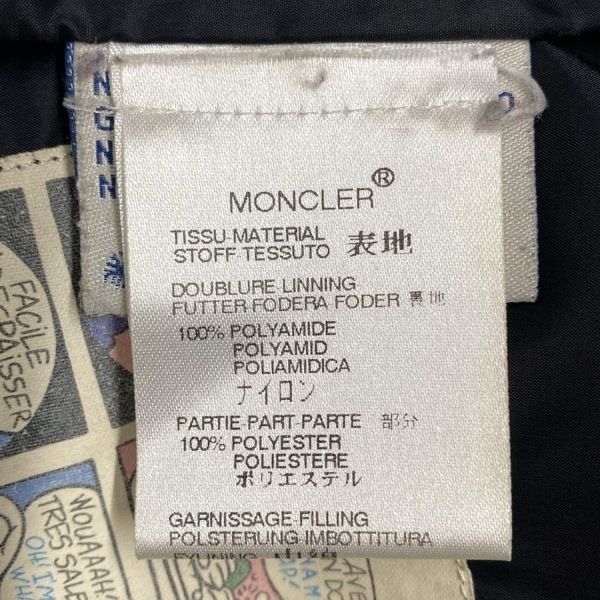 MONCLER®
TISSU-MATERIAL
STOFF-TESSUTO 表地
DOUBLURE LINNING
FUTTER-FODERA FODER 裏地
100% POLYAMIDE
POLYAMID
POLIAMIDICA
ナイロン
PARTIE-PART-PARTE 部分
100% POLYESTER
POLIESTERE
ポリエステル
GARNISSAGE-FILLING
POLSTERUNG-IMBOTTITURA
N
G
N
N
FACILE
WOUAAAH!
TRES SALE
OH! I'M